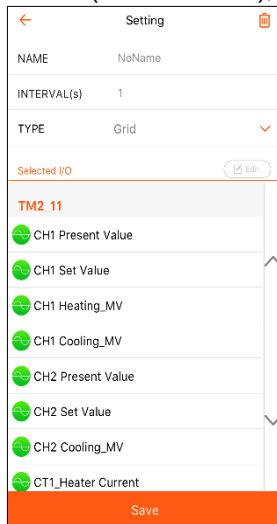 Setting
NAME NoName
INTERVAL(s) 1
TYPE Grid
Selected I/O Edit
TM2_11
CH1 Present Value
CH1 Set Value
CH1 Heating_MV
CH1 Cooling_MV
CH2 Present Value
CH2 Set Value
CH2 Cooling_MV
CT1_Heater Current
Save